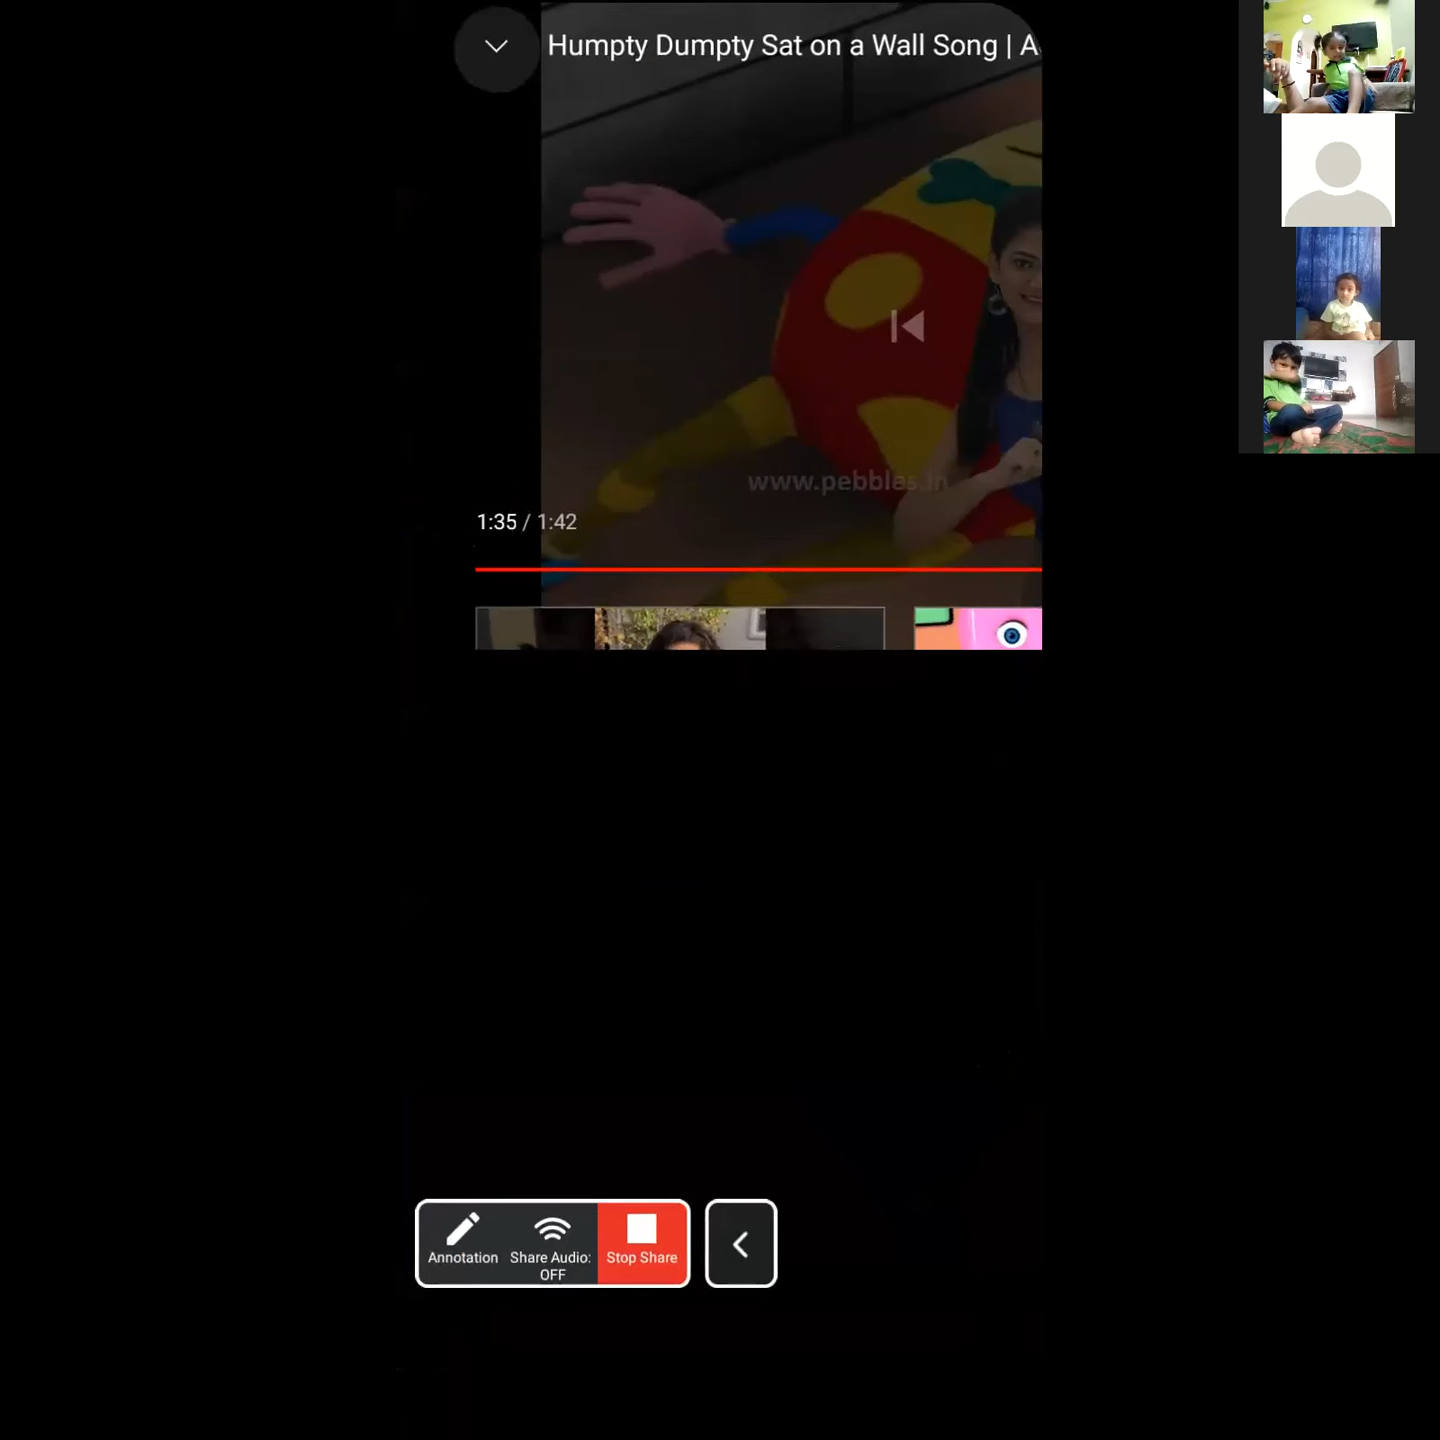 Humpty Dumpty Sat on a Wall Song | A
www.pebbles.in
1:35 / 1:42
Annotation
Share Audio:
OFF
Stop Share